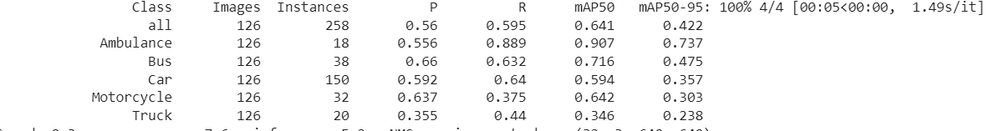 Class Images Instances P R mAP50 mAP50-95: 100% 4/4 [00:05<00:00, 1.49s/it]
all 126 258 0.56 0.595 0.641 0.422
Ambulance 126 18 0.556 0.889 0.907 0.737
Bus 126 38 0.66 0.632 0.716 0.475
Car 126 150 0.592 0.64 0.594 0.357
Motorcycle 126 32 0.637 0.375 0.642 0.303
Truck 126 20 0.355 0.44 0.346 0.238